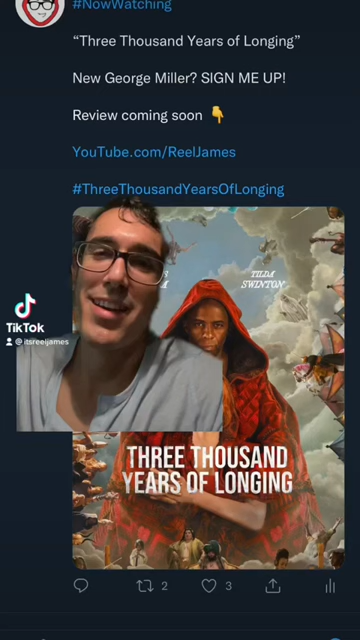 #NowWatching
“Three Thousand Years of Longing”
New George Miller? SIGN ME UP!
Review coming soon 👇
YouTube.com/ReelJames
#ThreeThousandYearsOfLonging
TILDA
SWINTON
TikTok
@itsreeljames
THREE THOUSAND
YEARS OF LONGING
2
3